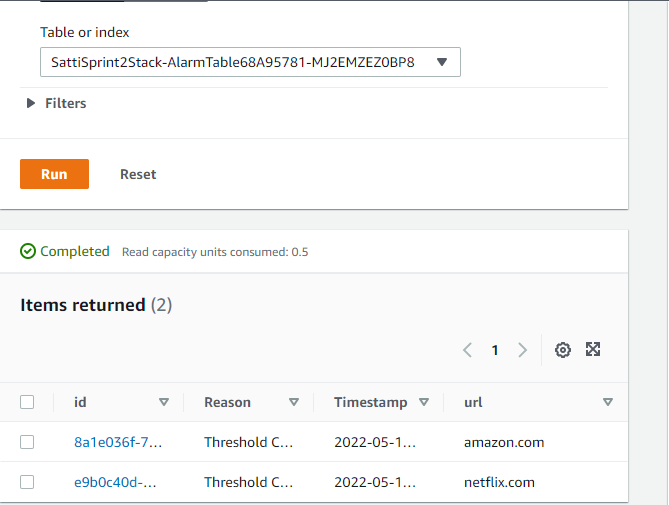 Table or index
SattiSprint2Stack-AlarmTable68A95781-MJ2EMZEZ0BP8
Filters
Run Reset
Completed Read capacity units consumed: 0.5
Items returned (2)
1
id Reason Timestamp url
8a1e036f-7... Threshold C... 2022-05-1... amazon.com
e9b0c40d-... Threshold C... 2022-05-1... netflix.com